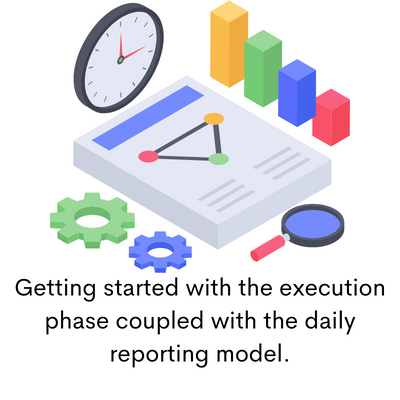 Getting started with the execution
phase coupled with the daily
reporting model.